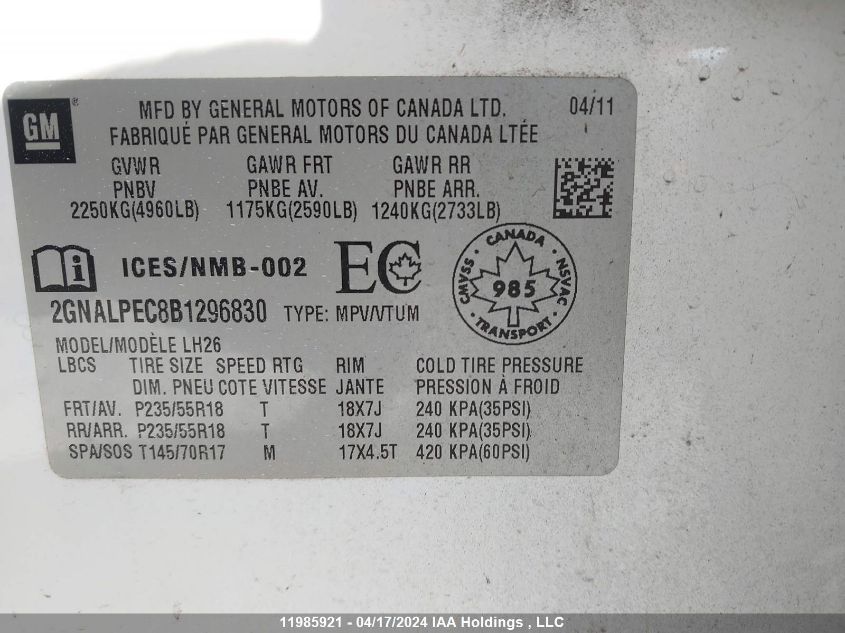 GM
MFD BY GENERAL MOTORS OF CANADA LTD. 04/11
FABRIQUÉ PAR GENERAL MOTORS DU CANADA LTÉE
GVWR GAWR FRT GAWR RR
PNBV PNBE AV. PNBE ARR.
2250KG(4960LB) 1175KG(2590LB) 1240KG(2733LB)
i ICES/NMB-002 EC
CANADA
CMVSS 985 NSVAC
TRANSPORT
2GNALPEC8B1296830 TYPE: MPV/VTUM
MODEL/MODÈLE LH26
LBCS TIRE SIZE SPEED RTG RIM COLD TIRE PRESSURE
DIM. PNEU COTE VITESSE JANTE PRESSION À FROID
FRT/AV. P235/55R18 T 18X7J 240 KPA(35PSI)
RR/ARR. P235/55R18 T 18X7J 240 KPA(35PSI)
SPA/SOS T145/70R17 M 17X4.5T 420 KPA(60PSI)
11985921 - 04/17/2024 IAA Holdings , LLC